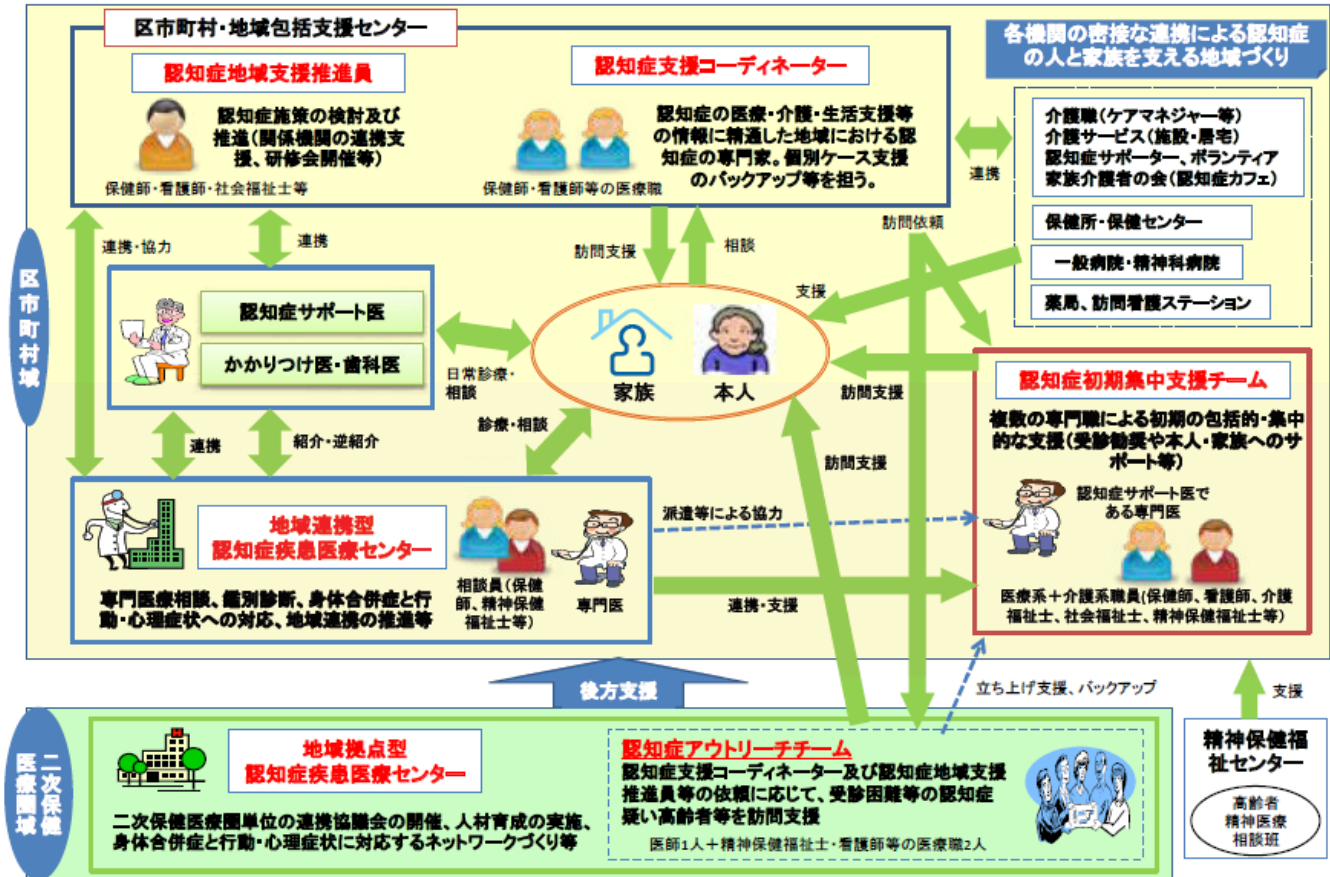 区市町村・地域包括支援センター
認知症地域支援推進員
認知症施策の検討及び
推進(関係機関の連携支
援、研修会開催等)
保健師・看護師・社会福祉士等
認知症支援コーディネーター
認知症の医療・介護・生活支援等
の情報に精通した地域における認
知症の専門家。個別ケース支援
のバックアップ等を担う。
保健師・看護師等の医療職
各機関の密接な連携による認知症
の人と家族を支える地域づくり
介護職(ケアマネジャー等)
介護サービス(施設・居宅)
認知症サポーター、ボランティア
家族介護者の会(認知症カフェ)
保健所・保健センター
一般病院・精神科病院
薬局、訪問看護ステーション
連携
連携・協力
連携
訪問支援
相談
訪問依頼
支援
区市町村域
認知症サポート医
かかりつけ医・歯科医
日常診療・
相談
家族
本人
訪問支援
診療・相談
連携
紹介・逆紹介
訪問支援
認知症初期集中支援チーム
複数の専門職による初期の包括的・集中
的な支援(受診勧奨や本人・家族へのサ
ポート等)
認知症サポート医で
ある専門医
医療系＋介護系職員(保健師、看護師、介護
福祉士、社会福祉士、精神保健福祉士等)
地域連携型
認知症疾患医療センター
専門医療相談、鑑別診断、身体合併症と行
動・心理症状への対応、地域連携の推進等
相談員(保健
師、精神保健
福祉士等)
専門医
派遣等による協力
連携・支援
後方支援
立ち上げ支援、バックアップ
支援
二次保健
医療圏域
地域拠点型
認知症疾患医療センター
二次保健医療圏単位の連携協議会の開催、人材育成の実施、
身体合併症と行動・心理症状に対応するネットワークづくり等
認知症アウトリーチチーム
認知症支援コーディネーター及び認知症地域支援
推進員等の依頼に応じて、受診困難等の認知症
疑い高齢者等を訪問支援
医師1人＋精神保健福祉士・看護師等の医療職2人
精神保健福
祉センター
高齢者
精神医療
相談班